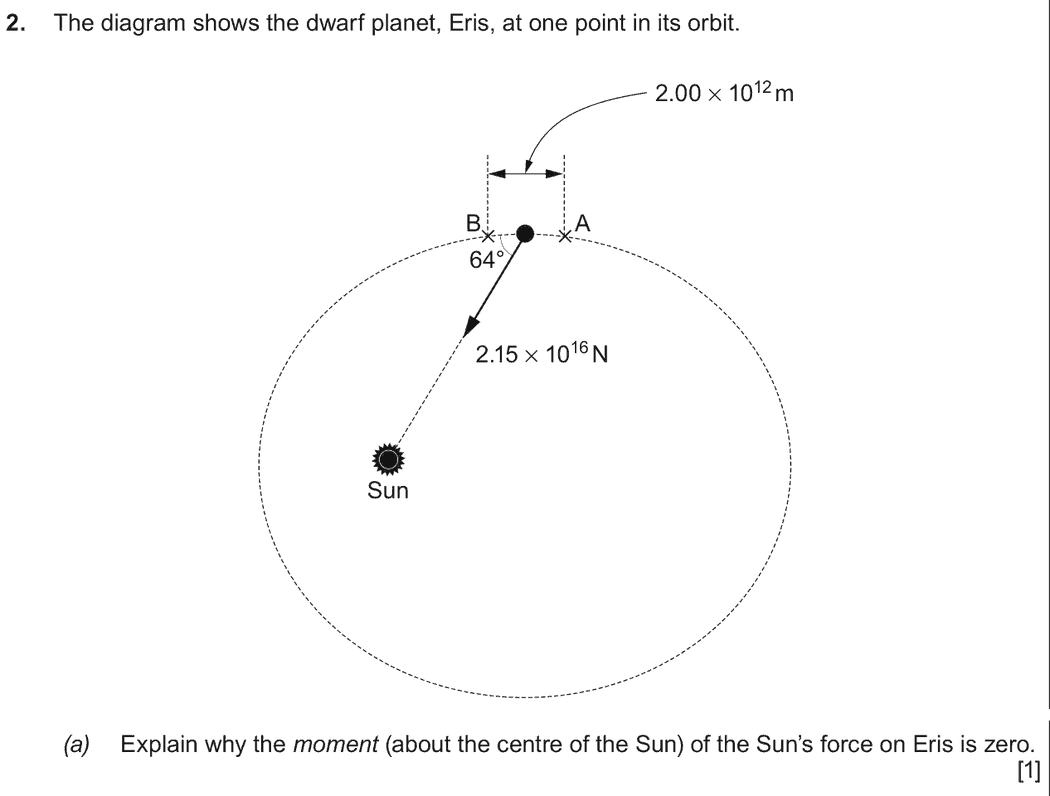 2. The diagram shows the dwarf planet, Eris, at one point in its orbit.
2.00 × 10¹² m
B A
64°
2.15 × 10¹⁶ N
Sun
(a) Explain why the moment (about the centre of the Sun) of the Sun’s force on Eris is zero.
[1]